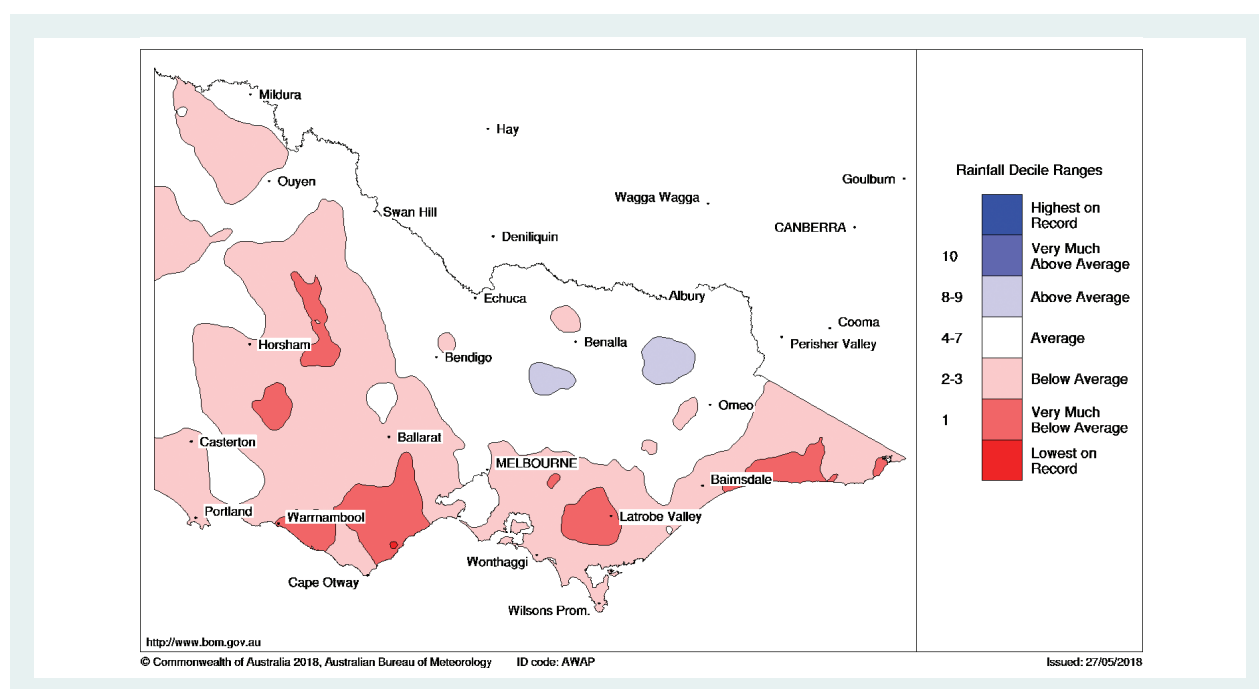 Mildura
Hay
Ouyen
Goulburn
Wagga Wagga
Swan Hill
CANBERRA
Deniliquin
Echuca
Albury
Cooma
Horsham
Benalla
Perisher Valley
Bendigo
Omeo
Casterton
Ballarat
MELBOURNE
Bairnsdale
Portland
Warrnambool
Latrobe Valley
Wonthaggi
Cape Otway
Wilsons Prom.
Rainfall Decile Ranges
Highest on
Record
10
Very Much
Above Average
8-9
Above Average
4-7
Average
2-3
Below Average
1
Very Much
Below Average
Lowest on
Record
http://www.bom.gov.au
© Commonwealth of Australia 2018, Australian Bureau of Meteorology
ID code: AWAP
Issued: 27/05/2018